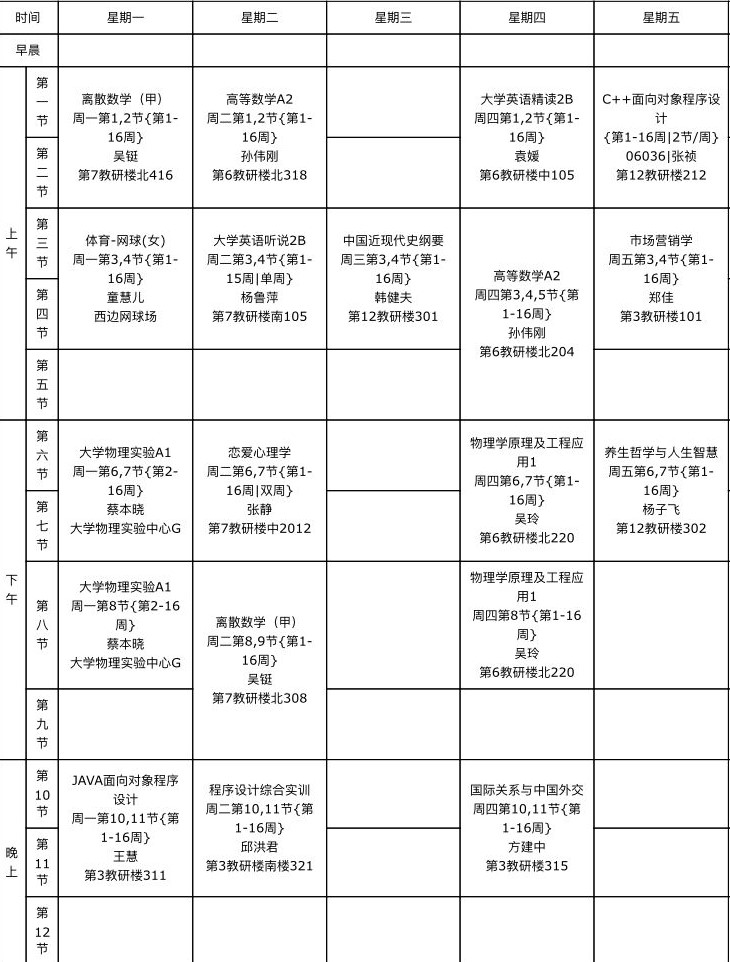 时间 星期一 星期二 星期三 星期四 星期五
早晨
上午
第一节
离散数学（甲）
周一第1,2节{第1-
16周}
吴铤
第7教研楼北416
高等数学A2
周二第1,2节{第1-
16周}
孙伟刚
第6教研楼北318
大学英语精读2B
周四第1,2节{第1-
16周}
袁媛
第6教研楼中105
C++面向对象程序设
计
{第1-16周|2节/周}
06036|张祯
第12教研楼212
第二节
第三节
体育-网球(女)
周一第3,4节{第1-
16周}
童慧儿
西边网球场
大学英语听说2B
周二第3,4节{第1-
15周|单周}
杨鲁萍
第7教研楼南105
中国近现代史纲要
周三第3,4节{第1-
16周}
韩健夫
第12教研楼301
高等数学A2
周四第3,4,5节{第
1-16周}
孙伟刚
第6教研楼北204
市场营销学
周五第3,4节{第1-
16周}
郑佳
第3教研楼101
第四节
第五节
下午
第六节
大学物理实验A1
周一第6,7节{第2-
16周}
蔡本晓
大学物理实验中心G
恋爱心理学
周二第6,7节{第1-
16周|双周}
张静
第7教研楼中2012
物理学原理及工程应
用1
周四第6,7节{第1-
16周}
吴玲
第6教研楼北220
养生哲学与人生智慧
周五第6,7节{第1-
16周}
杨子飞
第12教研楼302
第七节
第八节
大学物理实验A1
周一第8节{第2-16
周}
蔡本晓
大学物理实验中心G
离散数学（甲）
周二第8,9节{第1-
16周}
吴铤
第7教研楼北308
物理学原理及工程应
用1
周四第8节{第1-16
周}
吴玲
第6教研楼北220
第九节
晚上
第10节
JAVA面向对象程序
设计
周一第10,11节{第
1-16周}
王慧
第3教研楼311
程序设计综合实训
周二第10,11节{第
1-16周}
邱洪君
第3教研楼南楼321
国际关系与中国外交
周四第10,11节{第
1-16周}
方建中
第3教研楼315
第11节
第12节